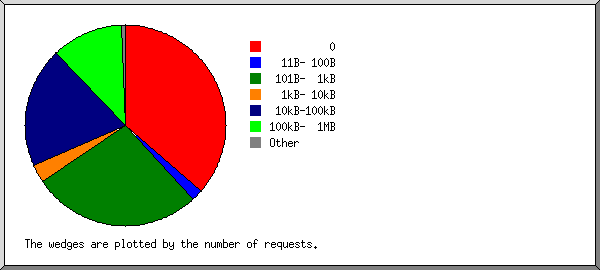 0
11B- 100B
101B- 1kB
1kB- 10kB
10kB-100kB
100kB- 1MB
Other
The wedges are plotted by the number of requests.